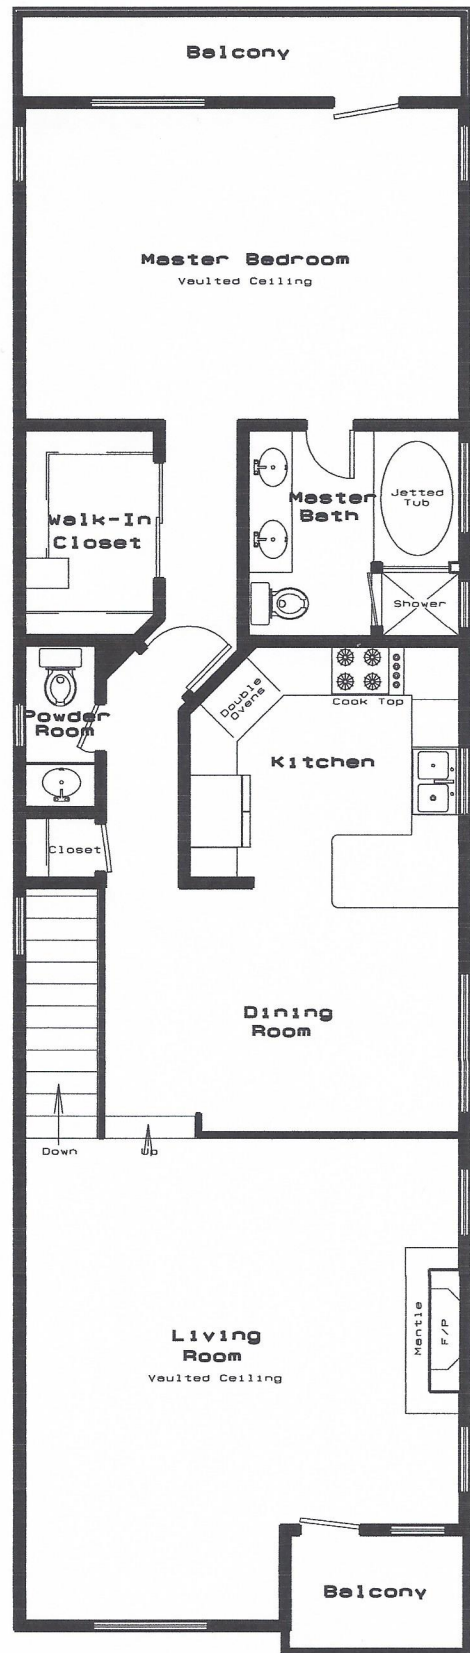 Balcony
Master Bedroom
Vaulted Ceiling
Walk-In
Closet
Master
Bath
Jetted
Tub
Shower
Double
Ovens
Cook Top
Powder
Room
Kitchen
Closet
Dining
Room
Down
Up
Living
Room
Vaulted Ceiling
Mantle
F/P
Balcony